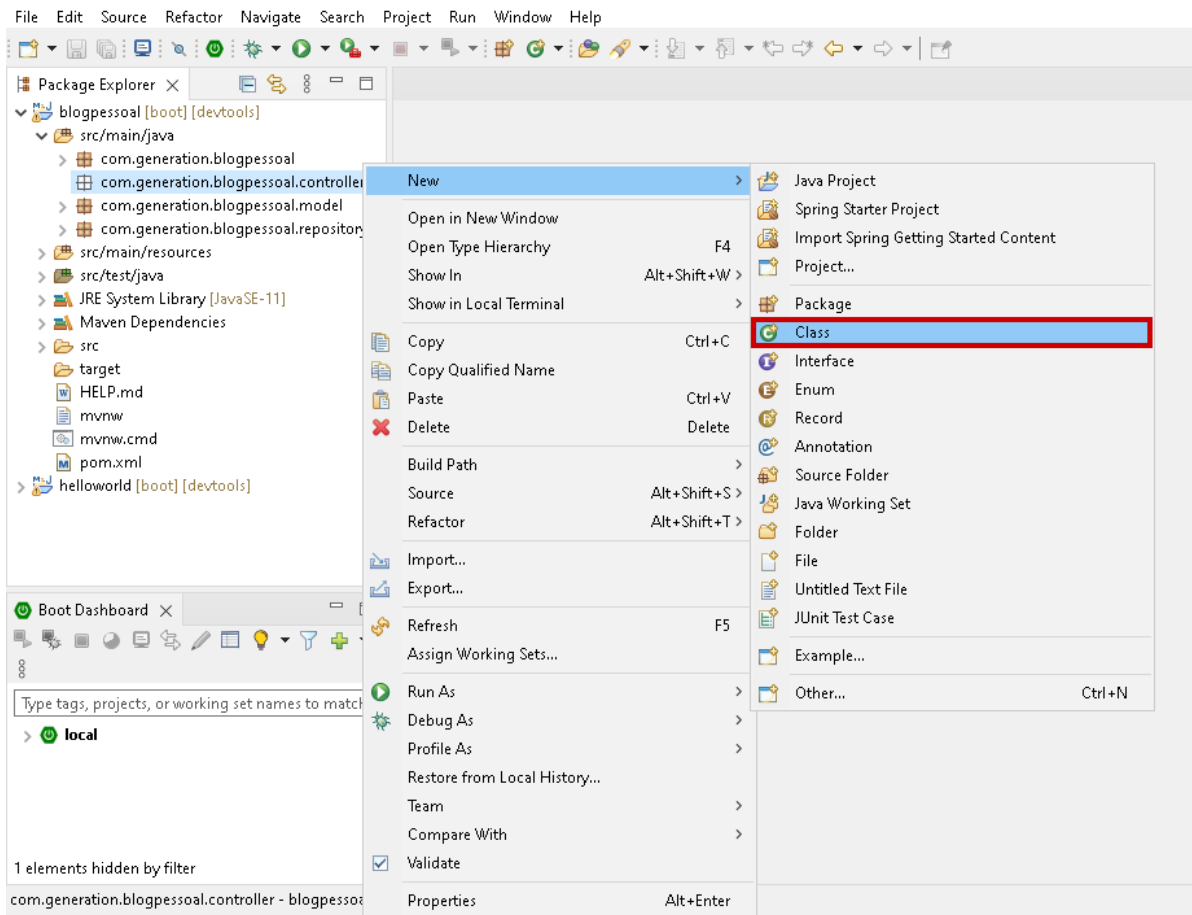 File Edit Source Refactor Navigate Search Project Run Window Help
Package Explorer
blogpessoal [boot] [devtools]
src/main/java
com.generation.blogpessoal
com.generation.blogpessoal.controller
com.generation.blogpessoal.model
com.generation.blogpessoal.repository
src/main/resources
src/test/java
JRE System Library [JavaSE-11]
Maven Dependencies
src
target
HELP.md
mvnw
mvnw.cmd
pom.xml
helloworld [boot] [devtools]
Boot Dashboard
Type tags, projects, or working set names to match
local
1 elements hidden by filter
com.generation.blogpessoal.controller - blogpessoa
New
Open in New Window
Open Type Hierarchy F4
Show In Alt+Shift+W
Show in Local Terminal
Copy Ctrl+C
Copy Qualified Name
Paste Ctrl+V
Delete Delete
Build Path
Source Alt+Shift+S
Refactor Alt+Shift+T
Import...
Export...
Refresh F5
Assign Working Sets...
Run As
Debug As
Profile As
Restore from Local History...
Team
Compare With
Validate
Properties Alt+Enter
Java Project
Spring Starter Project
Import Spring Getting Started Content
Project...
Package
Class
Interface
Enum
Record
Annotation
Source Folder
Java Working Set
Folder
File
Untitled Text File
JUnit Test Case
Example...
Other... Ctrl+N